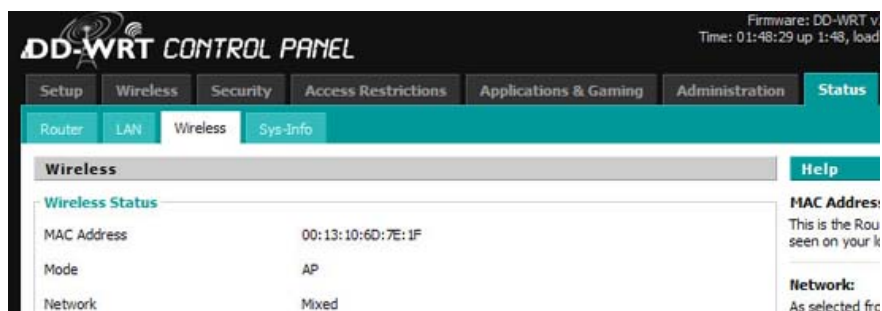 DD-WRT CONTROL PANEL
Firmware: DD-WRT v
Time: 01:48:29 up 1:48, load
Setup Wireless Security Access Restrictions Applications & Gaming Administration Status
Router LAN Wireless Sys-Info
Wireless
Wireless Status
MAC Address 00:13:10:6D:7E:1F
Mode AP
Network Mixed
Help
MAC Address
This is the Rou
seen on your l
Network:
As selected fro